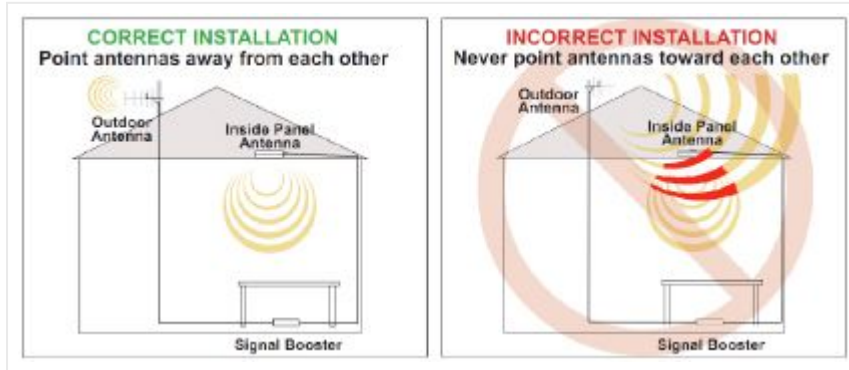 CORRECT INSTALLATION
Point antennas away from each other
Outdoor
Antenna
Inside Panel
Antenna
Signal Booster
INCORRECT INSTALLATION
Never point antennas toward each other
Outdoor
Antenna
Inside Panel
Antenna
Signal Booster